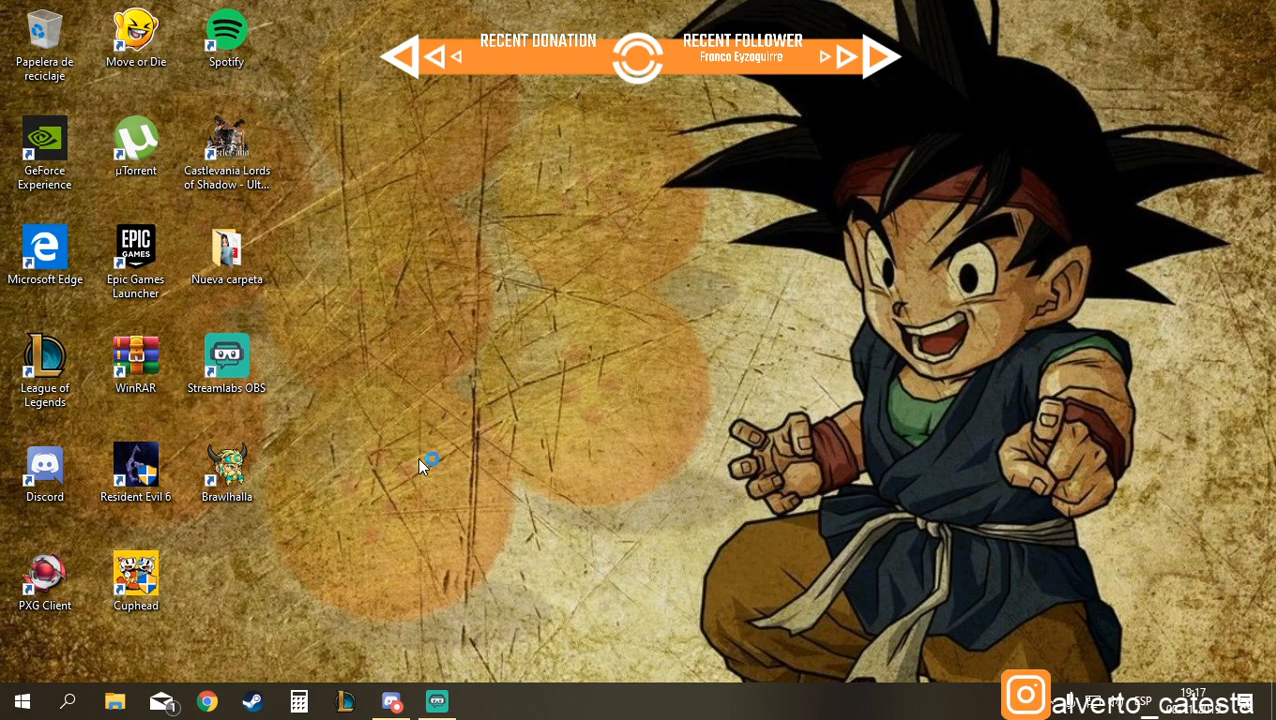 RECENT DONATION
RECENT FOLLOWER
Franco Eyzaguirre
Papelera de
reciclaje
Move or Die
Spotify
GeForce
Experience
µTorrent
Castlevania Lords
of Shadow - Ult...
Microsoft Edge
EPIC
GAMES
Epic Games
Launcher
Nueva carpeta
League of
Legends
WinRAR
Streamlabs OBS
Discord
Resident Evil 6
Brawlhalla
PXG Client
Cuphead
1
ESP
19:17
alverto_catesta